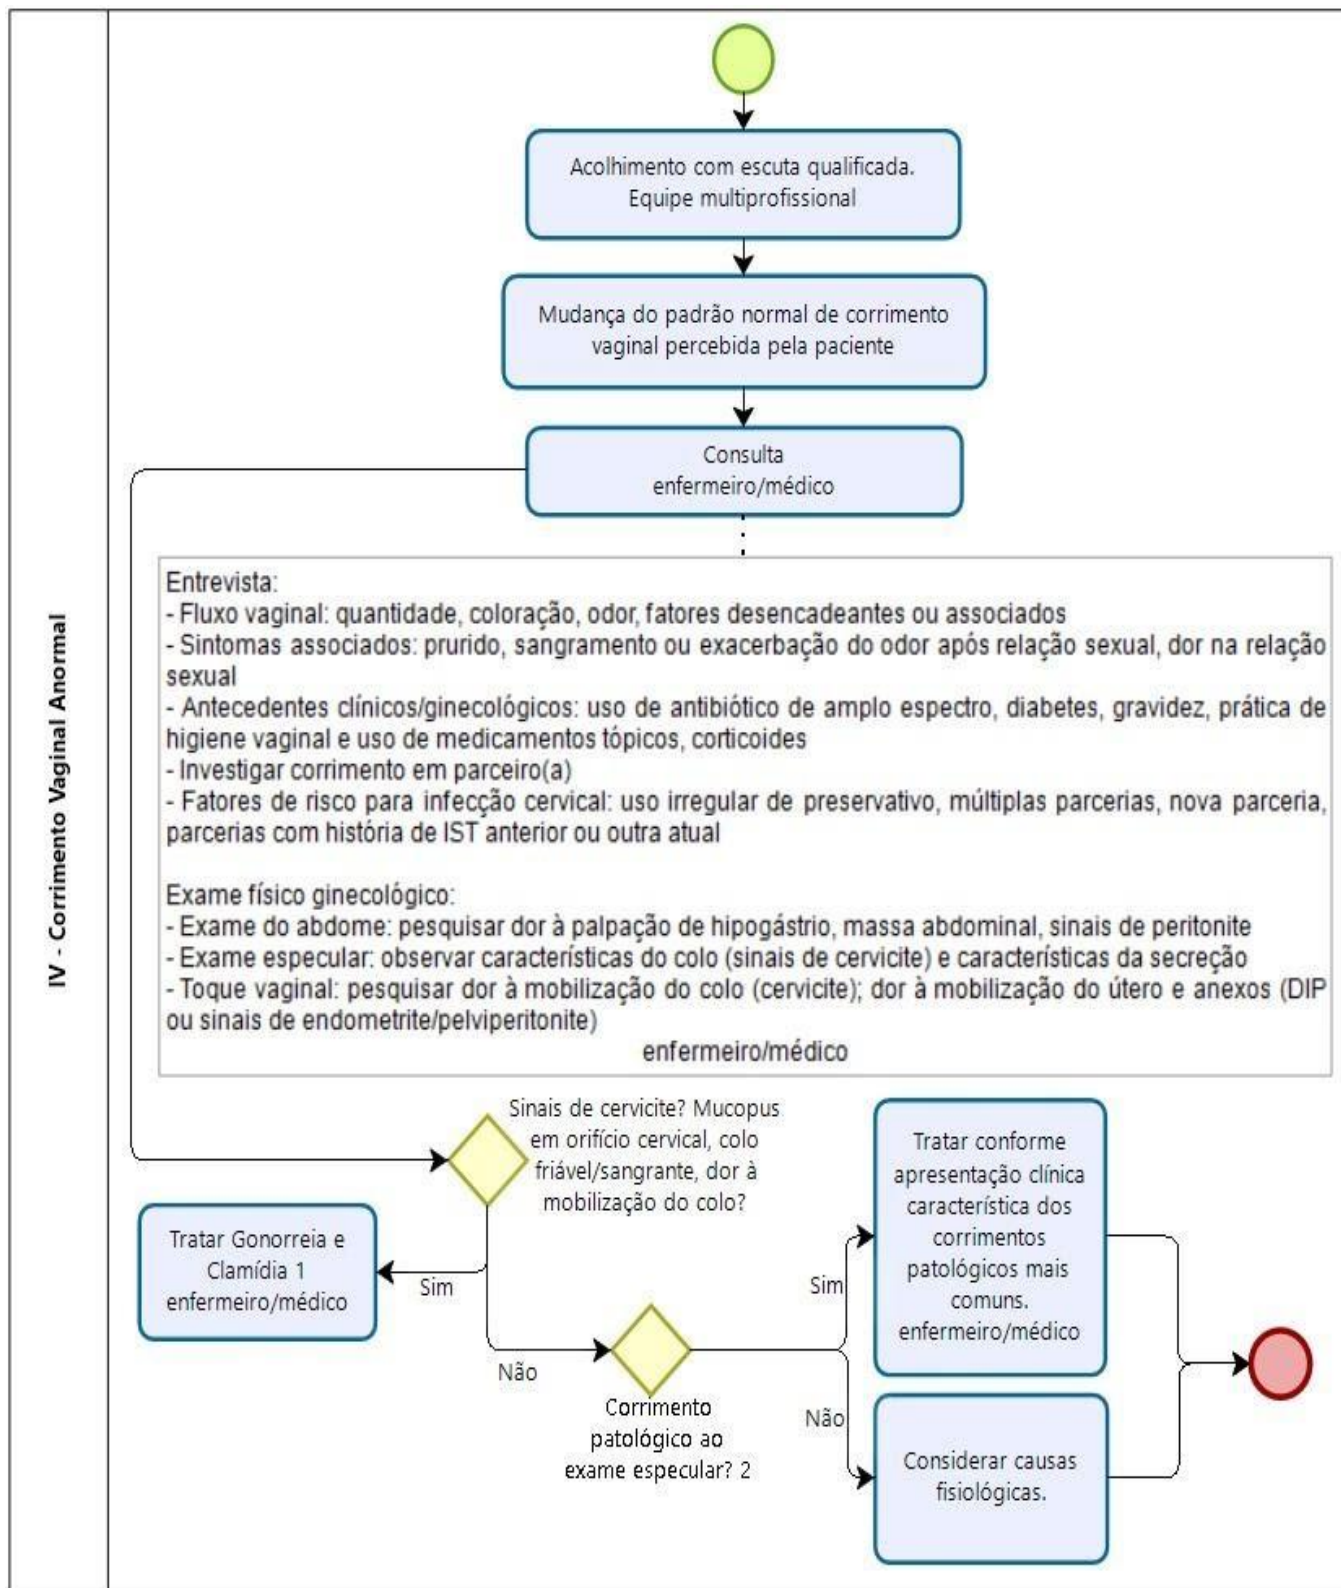 IV - Corrimento Vaginal Anormal
Acolhimento com escuta qualificada.
Equipe multiprofissional
Mudança do padrão normal de corrimento
vaginal percebida pela paciente
Consulta
enfermeiro/médico
Entrevista:
- Fluxo vaginal: quantidade, coloração, odor, fatores desencadeantes ou associados
- Sintomas associados: prurido, sangramento ou exacerbação do odor após relação sexual, dor na relação
sexual
- Antecedentes clínicos/ginecológicos: uso de antibiótico de amplo espectro, diabetes, gravidez, prática de
higiene vaginal e uso de medicamentos tópicos, corticoides
- Investigar corrimento em parceiro(a)
- Fatores de risco para infecção cervical: uso irregular de preservativo, múltiplas parcerias, nova parceria,
parcerias com história de IST anterior ou outra atual
Exame físico ginecológico:
- Exame do abdome: pesquisar dor à palpação de hipogástrio, massa abdominal, sinais de peritonite
- Exame especular: observar características do colo (sinais de cervicite) e características da secreção
- Toque vaginal: pesquisar dor à mobilização do colo (cervicite); dor à mobilização do útero e anexos (DIP
ou sinais de endometrite/pelviperitonite)
enfermeiro/médico
Sinais de cervicite? Mucopus
em orifício cervical, colo
friável/sangrante, dor à
mobilização do colo?
Sim
Tratar Gonorreia e
Clamídia 1
enfermeiro/médico
Não
Corrimento
patológico ao
exame especular? 2
Sim
Tratar conforme
apresentação clínica
característica dos
corrimentos
patológicos mais
comuns.
enfermeiro/médico
Não
Considerar causas
fisiológicas.